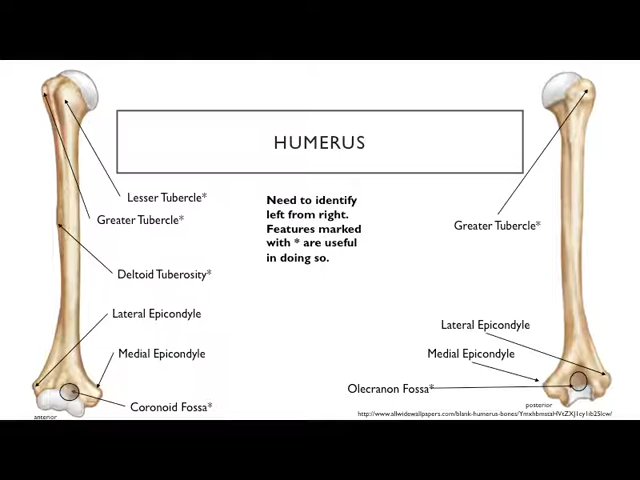 HUMERUS
Lesser Tubercle*
Greater Tubercle*
Deltoid Tuberosity*
Lateral Epicondyle
Medial Epicondyle
Coronoid Fossa*
anterior
Need to identify
left from right.
Features marked
with * are useful
in doing so.
Greater Tubercle*
Lateral Epicondyle
Medial Epicondyle
Olecranon Fossa*
posterior